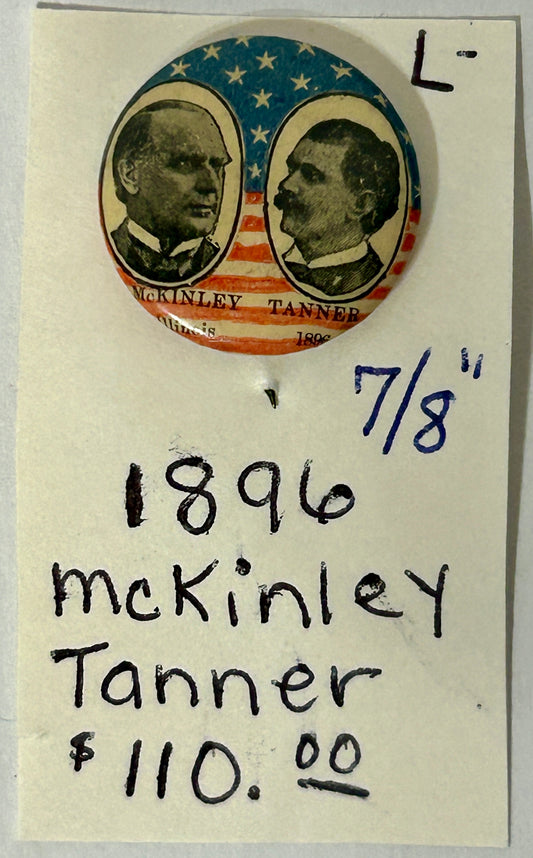 L-
McKINLEY TANNER
Illinois 1896
7/8"
1896
McKinley
Tanner
$110.00